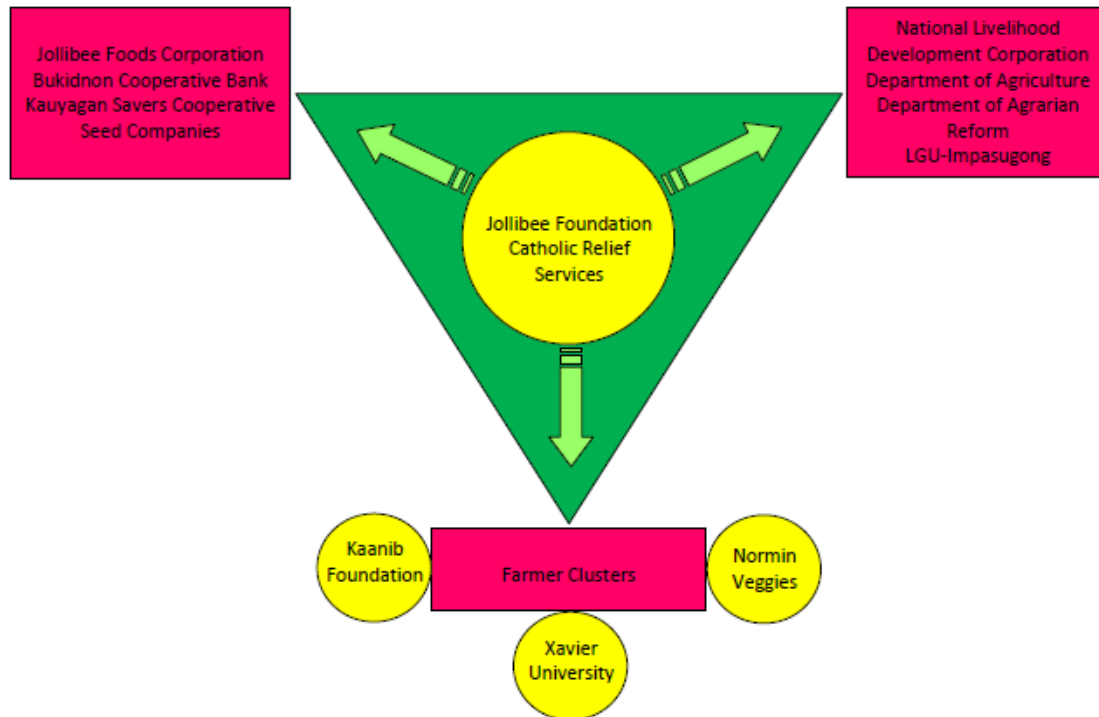 Jollibee Foods Corporation
Bukidnon Cooperative Bank
Kauyagan Savers Cooperative
Seed Companies
National Livelihood
Development Corporation
Department of Agriculture
Department of Agrarian
Reform
LGU-Impasugong
Jollibee Foundation
Catholic Relief
Services
Kaanib
Foundation
Farmer Clusters
Normin
Veggies
Xavier
University